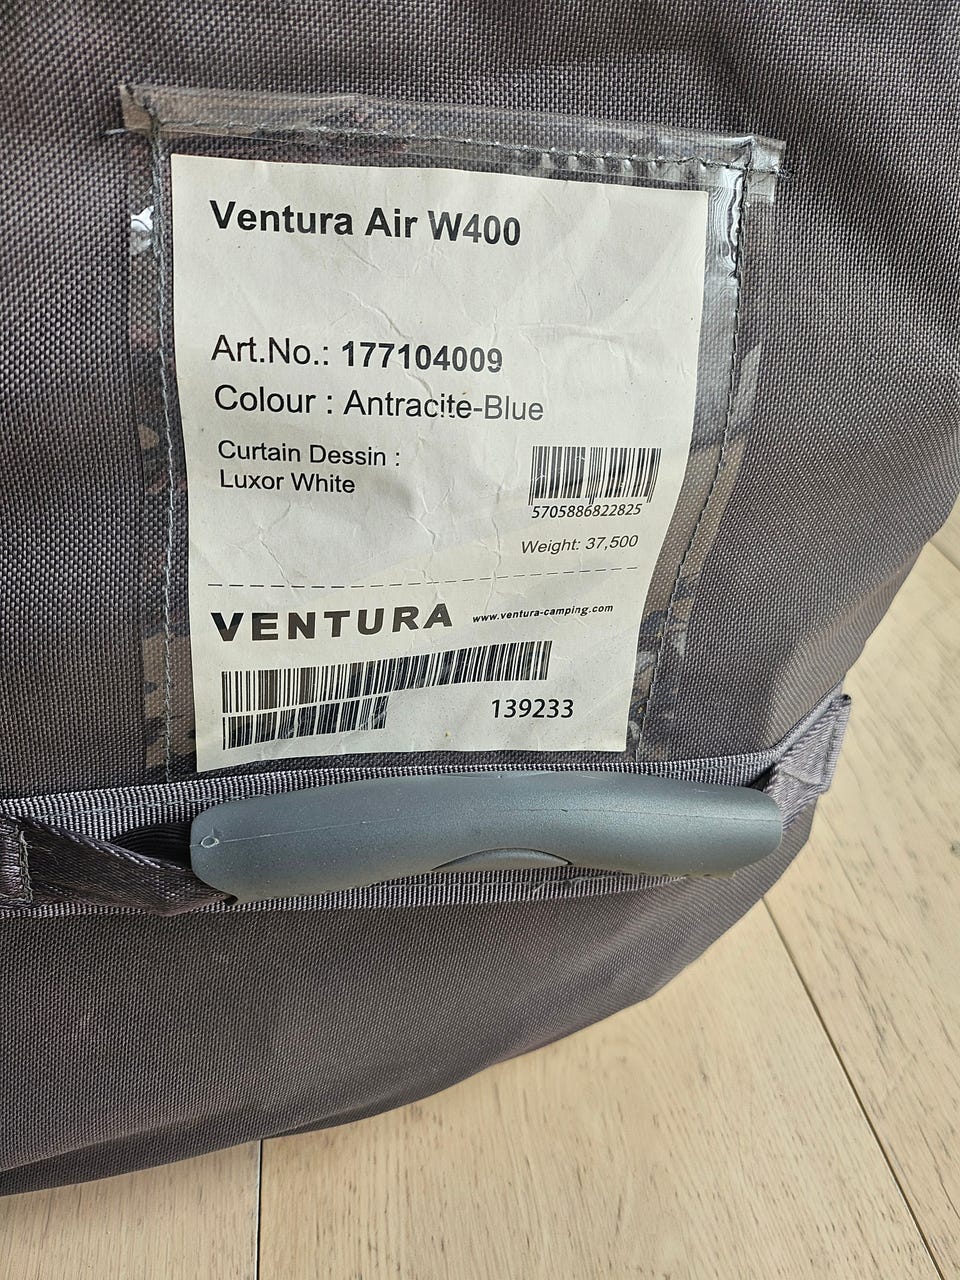 Ventura Air W400
Art.No.: 177104009
Colour : Antracite-Blue
Curtain Dessin :
Luxor White
5705886822825
Weight: 37,500
VENTURA www.ventura-camping.com
139233